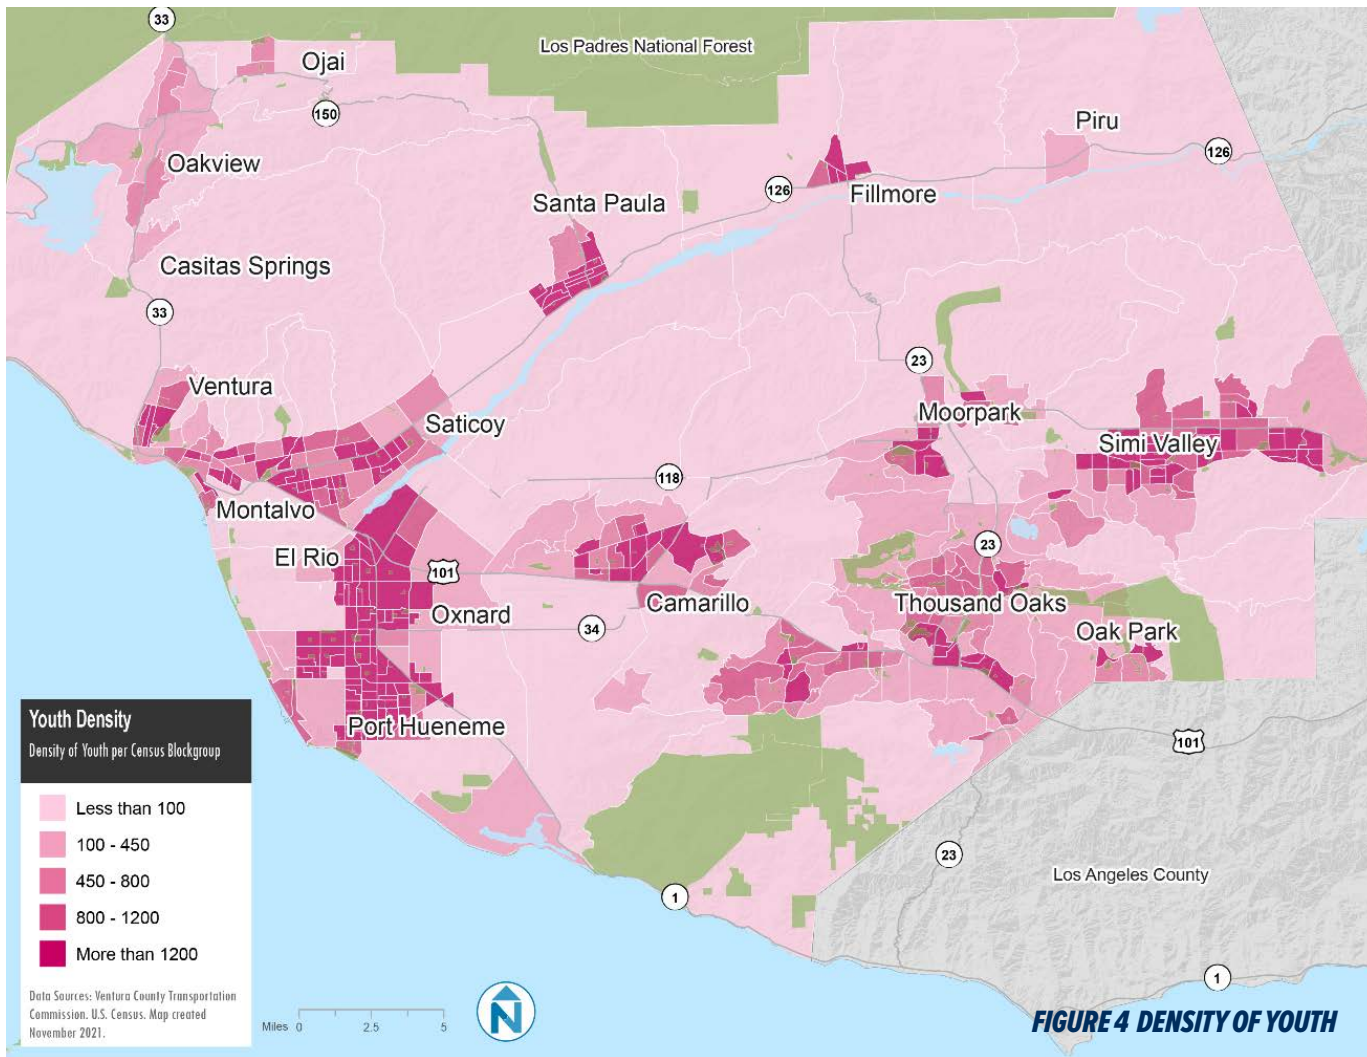 33
Los Padres National Forest
Ojai
150
Piru
126
Oakview
126
Fillmore
Santa Paula
Casitas Springs
33
23
Ventura
Moorpark
Saticoy
Simi Valley
118
Montalvo
El Rio
23
101
Camarillo
Thousand Oaks
Oxnard
34
Oak Park
Port Hueneme
101
23
Los Angeles County
1
1
Youth Density
Density of Youth per Census Blockgroup
Less than 100
100 - 450
450 - 800
800 - 1200
More than 1200
Data Sources: Ventura County Transportation
Commission. U.S. Census. Map created
November 2021.
Miles 0 2.5 5
N
FIGURE 4 DENSITY OF YOUTH